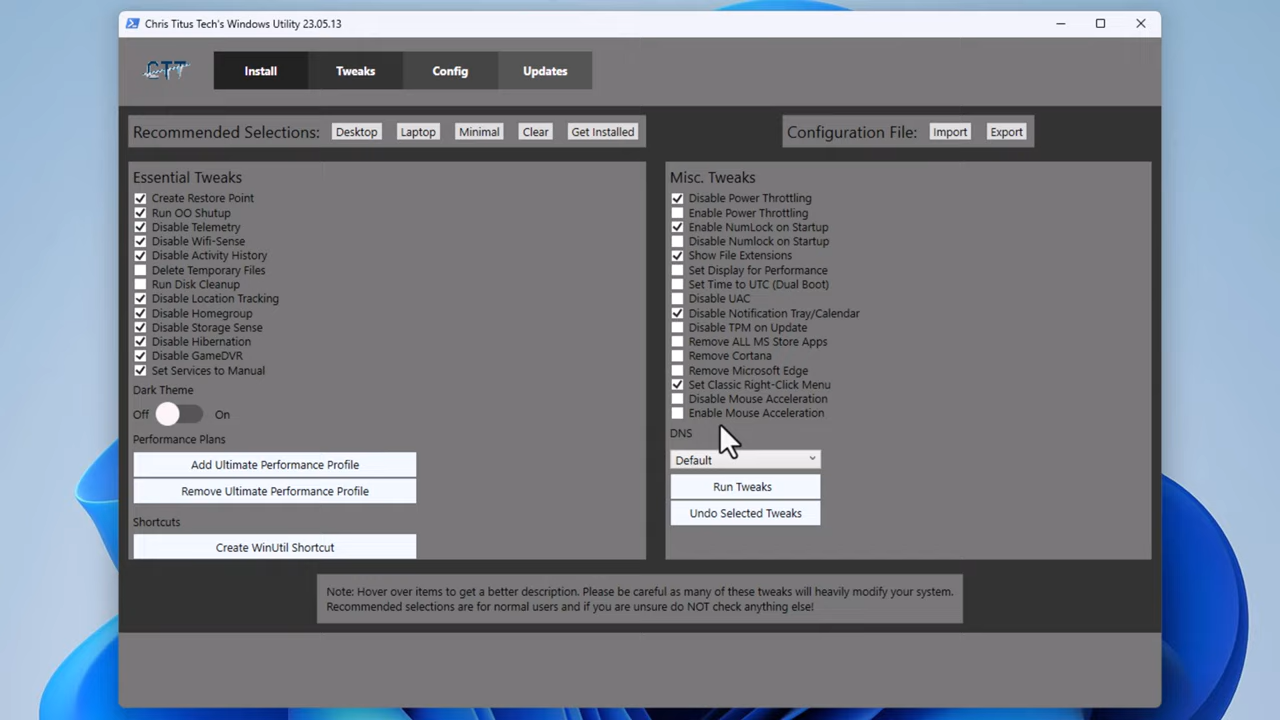 Chris Titus Tech's Windows Utility 23.05.13
CTT
Install
Tweaks
Config
Updates
Recommended Selections:
Desktop
Laptop
Minimal
Clear
Get Installed
Configuration File:
Import
Export
Essential Tweaks
Create Restore Point
Run OO Shutup
Disable Telemetry
Disable Wifi-Sense
Disable Activity History
Delete Temporary Files
Run Disk Cleanup
Disable Location Tracking
Disable Homegroup
Disable Storage Sense
Disable Hibernation
Disable GameDVR
Set Services to Manual
Dark Theme
Off
On
Performance Plans
Add Ultimate Performance Profile
Remove Ultimate Performance Profile
Shortcuts
Create WinUtil Shortcut
Misc. Tweaks
Disable Power Throttling
Enable Power Throttling
Enable NumLock on Startup
Disable Numlock on Startup
Show File Extensions
Set Display for Performance
Set Time to UTC (Dual Boot)
Disable UAC
Disable Notification Tray/Calendar
Disable TPM on Update
Remove ALL MS Store Apps
Remove Cortana
Remove Microsoft Edge
Set Classic Right-Click Menu
Disable Mouse Acceleration
Enable Mouse Acceleration
DNS
Default
Run Tweaks
Undo Selected Tweaks
Note: Hover over items to get a better description. Please be careful as many of these tweaks will heavily modify your system.
Recommended selections are for normal users and if you are unsure do NOT check anything else!